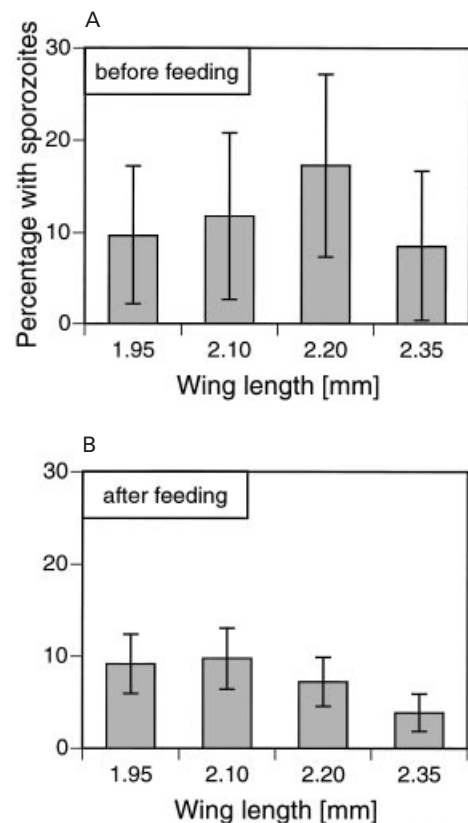 A
before feeding
Percentage with sporozoites
30
20
10
0
1.95 2.10 2.20 2.35
Wing length [mm]
B
after feeding
30
20
10
0
1.95 2.10 2.20 2.35
Wing length [mm]